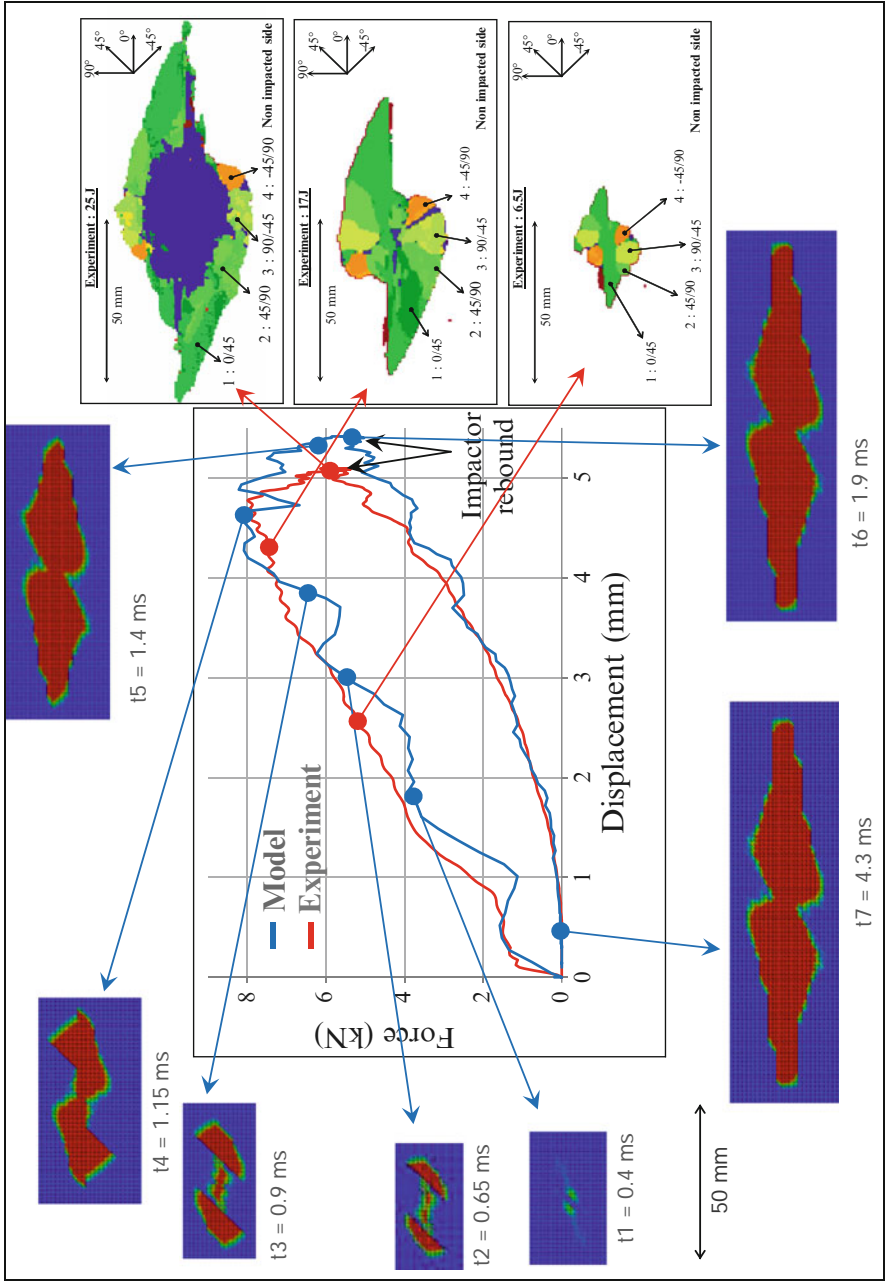 t4 = 1.15 ms
t3 = 0.9 ms
t2 = 0.65 ms
t1 = 0.4 ms
50 mm
t5 = 1.4 ms
t6 = 1.9 ms
t7 = 4.3 ms
Force (kN)
8
6
4
2
0
Model
Experiment
0
1
2
3
4
5
Displacement (mm)
Impactor
rebound
Experiment : 25J
50 mm
90°
45°
0°
-45°
1 : 0/45
2 : 45/90
3 : 90/-45
4 : -45/90
Non impacted side
Experiment : 17J
50 mm
90°
45°
0°
-45°
1 : 0/45
2 : 45/90
3 : 90/-45
4 : -45/90
Non impacted side
Experiment : 6.5J
50 mm
90°
45°
0°
-45°
1 : 0/45
2 : 45/90
3 : 90/-45
4 : -45/90
Non impacted side